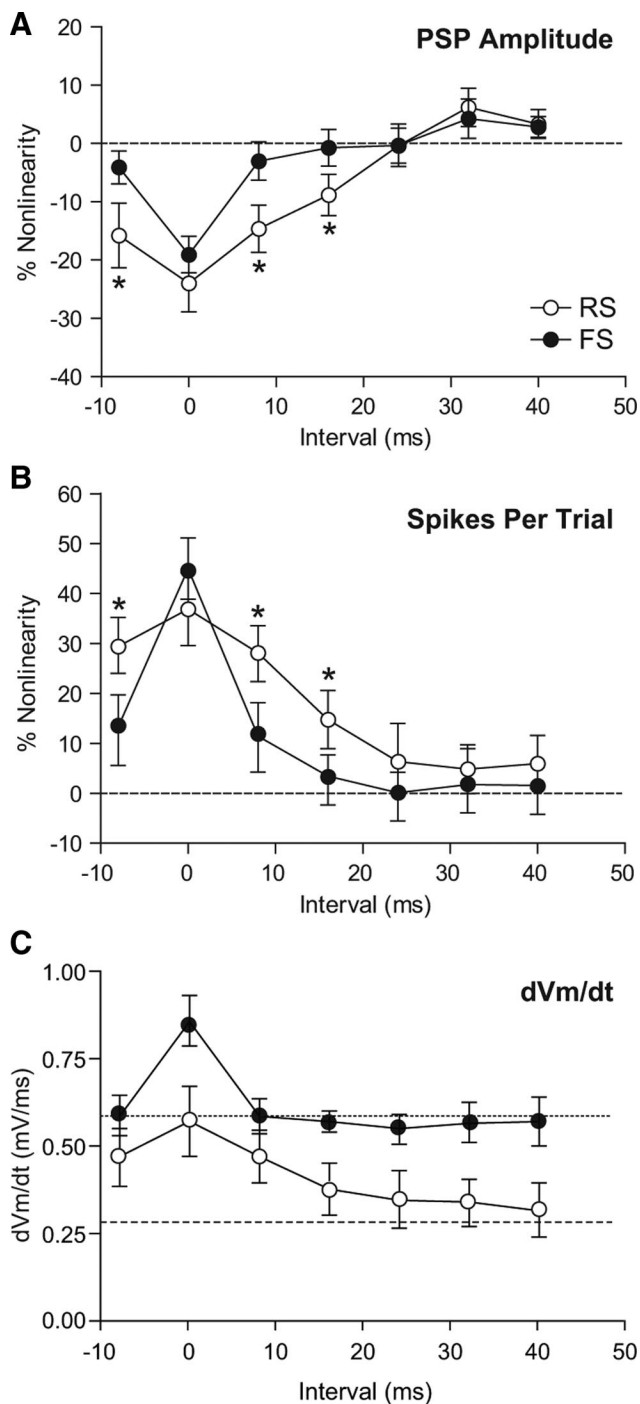 A
PSP Amplitude
20
10
0
-10
-20
-30
-40
% Nonlinearity
* * *
RS
FS
-10 0 10 20 30 40 50
Interval (ms)
B
Spikes Per Trial
60
50
40
30
20
10
0
-10
% Nonlinearity
* * *
-10 0 10 20 30 40 50
Interval (ms)
C
dVm/dt
1.00
0.75
0.50
0.25
0.00
dVm/dt (mV/ms)
-10 0 10 20 30 40 50
Interval (ms)